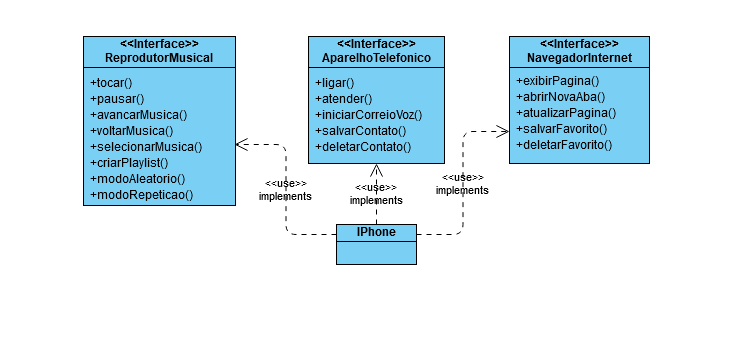 <<Interface>>
ReprodutorMusical
+tocar()
+pausar()
+avancarMusica()
+voltarMusica()
+selecionarMusica()
+criarPlaylist()
+modoAleatorio()
+modoRepeticao()
<<Interface>>
AparelhoTelefonico
+ligar()
+atender()
+iniciarCorreioVoz()
+salvarContato()
+deletarContato()
<<Interface>>
NavegadorInternet
+exibirPagina()
+abrirNovaAba()
+atualizarPagina()
+salvarFavorito()
+deletarFavorito()
<<use>>
implements
<<use>>
implements
<<use>>
implements
IPhone